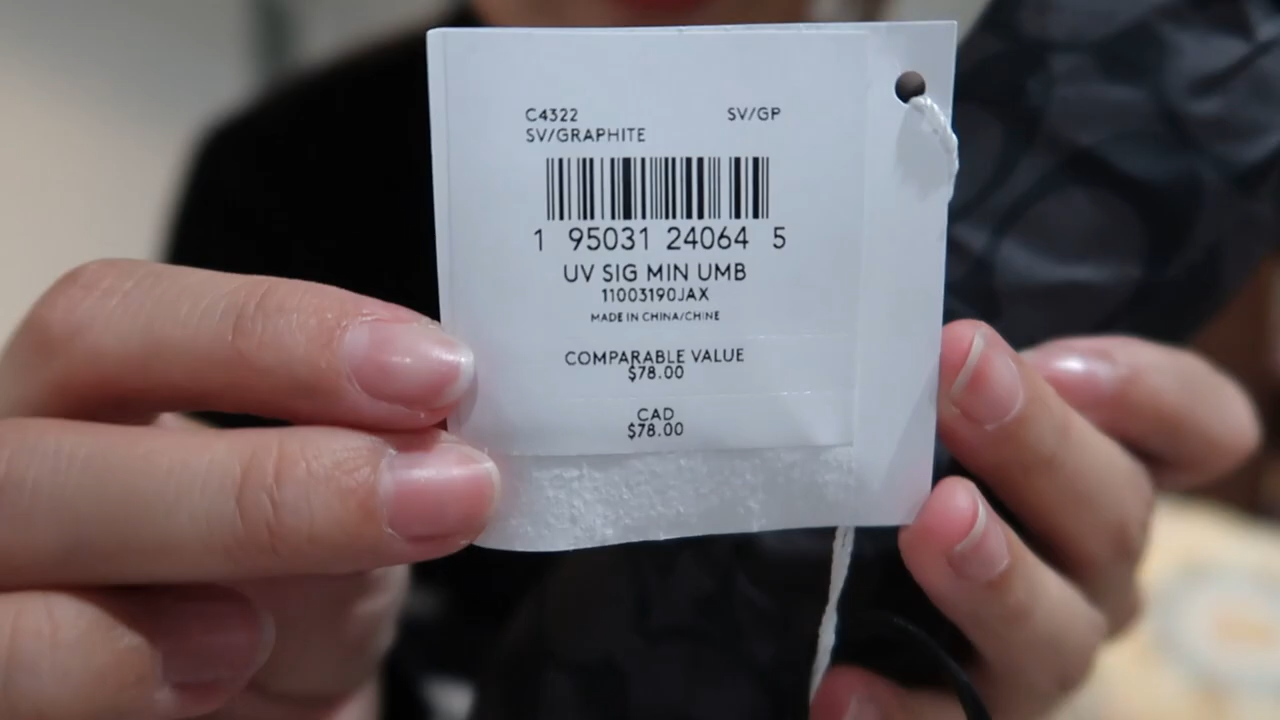 C4322 SV/GP
SV/GRAPHITE
1 95031 24064 5
UV SIG MIN UMB
11003190JAX
MADE IN CHINA/CHINE
COMPARABLE VALUE
$78.00
CAD
$78.00